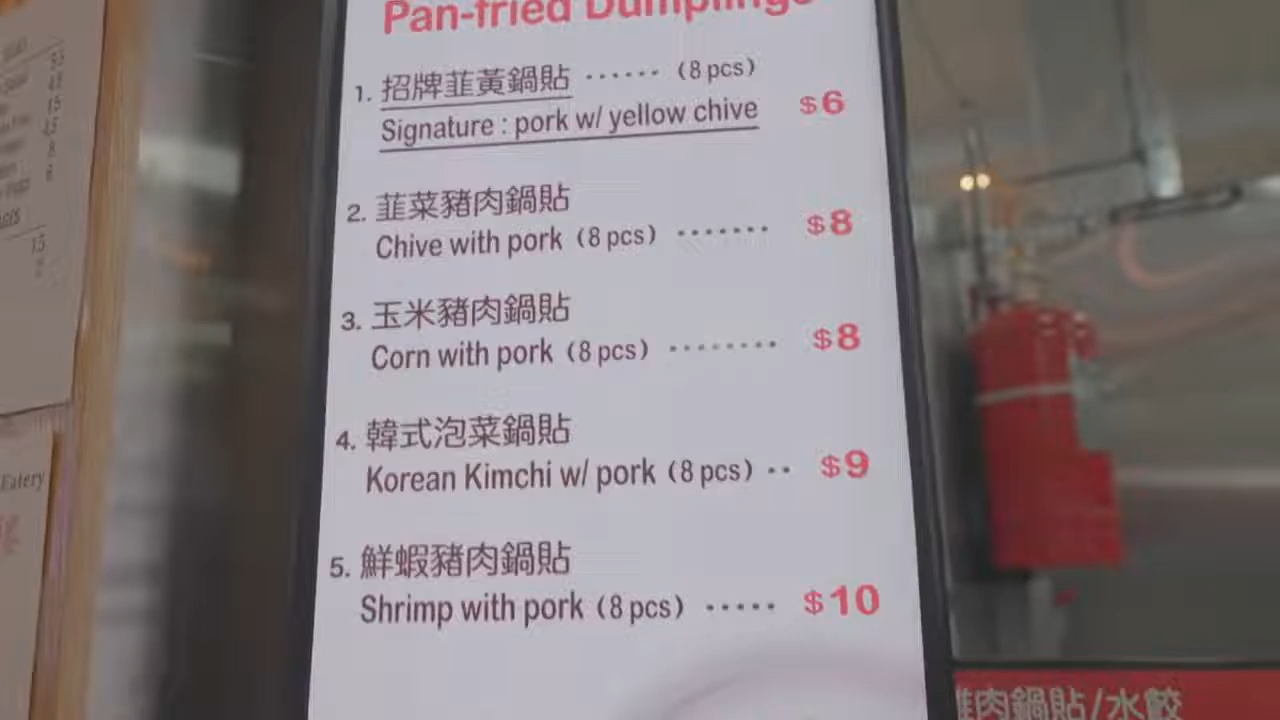 Pan-fried Dumplings
1. 招牌韮黃鍋貼 ······ (8 pcs)
Signature : pork w/ yellow chive $6
2. 韮菜豬肉鍋貼
Chive with pork (8 pcs) ······· $8
3. 玉米豬肉鍋貼
Corn with pork (8 pcs) ········ $8
4. 韓式泡菜鍋貼
Korean Kimchi w/ pork (8 pcs) ·· $9
5. 鮮蝦豬肉鍋貼
Shrimp with pork (8 pcs) ····· $10
Eatery
肉鍋貼/水餃